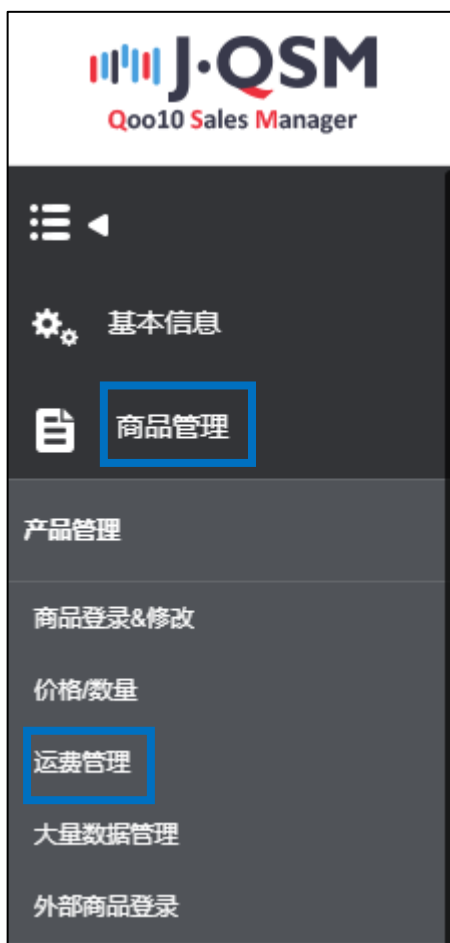 J·QSM
Qoo10 Sales Manager
基本信息
商品管理
产品管理
商品登录&修改
价格/数量
运费管理
大量数据管理
外部商品登录